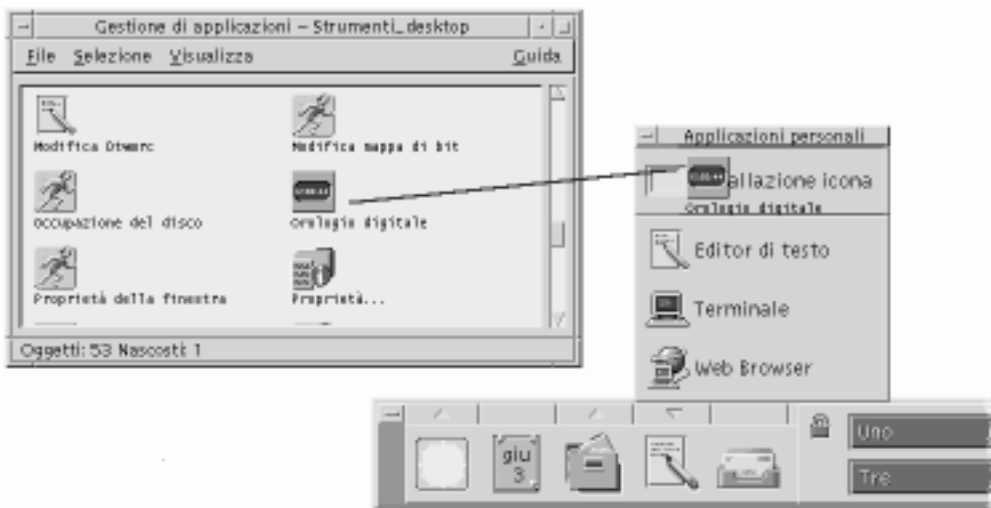 Gestione di applicazioni – Strumenti_desktop
File Selezione Visualizza Guida
Modifica Dtwmrc
Modifica mappa di bit
Occupazione del disco
Orologio digitale
Proprietà della finestra
Proprietà...
Oggetti: 53 Nascosti: 1
Applicazioni personali
allazione icona
Orologio digitale
Editor di testo
Terminale
Web Browser
giu
3
Uno
Tre